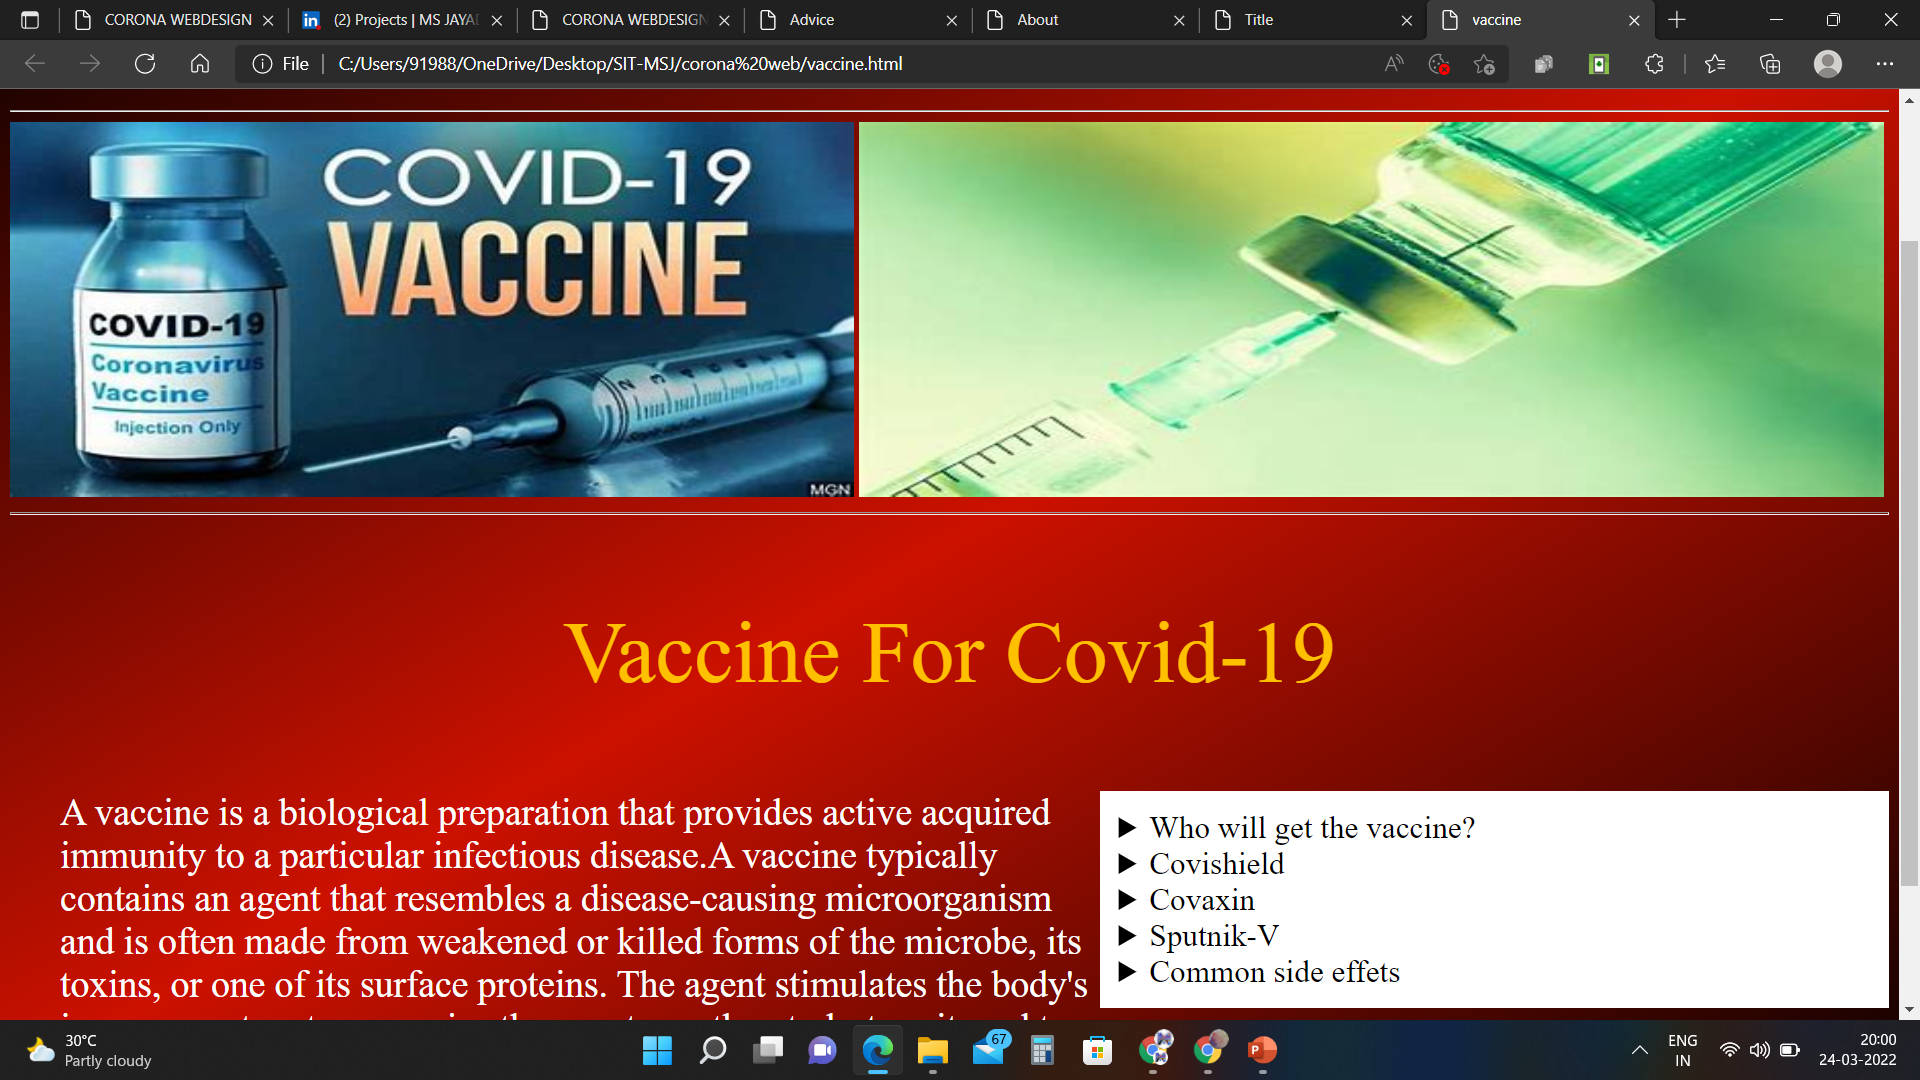 CORONA WEBDESIGN
(2) Projects | MS JAYA
CORONA WEBDESIGN
Advice
About
Title
vaccine
File
C:/Users/91988/OneDrive/Desktop/SIT-MSJ/corona%20web/vaccine.html
COVID-19
VACCINE
COVID-19
Coronavirus
Vaccine
Injection Only
MGN
Vaccine For Covid-19
A vaccine is a biological preparation that provides active acquired
immunity to a particular infectious disease.A vaccine typically
contains an agent that resembles a disease-causing microorganism
and is often made from weakened or killed forms of the microbe, its
toxins, or one of its surface proteins. The agent stimulates the body's
Who will get the vaccine?
Covishield
Covaxin
Sputnik-V
Common side effets
30°C
Partly cloudy
67
ENG
IN
20:00
24-03-2022